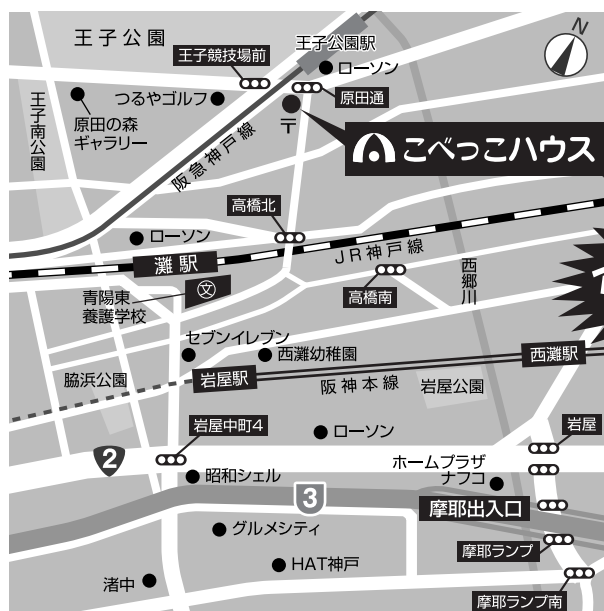 王子公園
王子公園駅
N
王子競技場前
ローソン
原田通
つるやゴルフ
原田の森
ギャラリー
王子南公園
〒
こべっこハウス
阪急神戸線
高橋北
ローソン
JR神戸線
灘駅
文
高橋南
西郷川
青陽東
養護学校
セブンイレブン
西灘幼稚園
西灘駅
脇浜公園
岩屋駅
阪神本線
岩屋公園
岩屋中町4
ローソン
岩屋
2
昭和シェル
ホームプラザ
ナフコ
3
摩耶出入口
グルメシティ
摩耶ランプ
HAT神戸
渚中
摩耶ランプ南